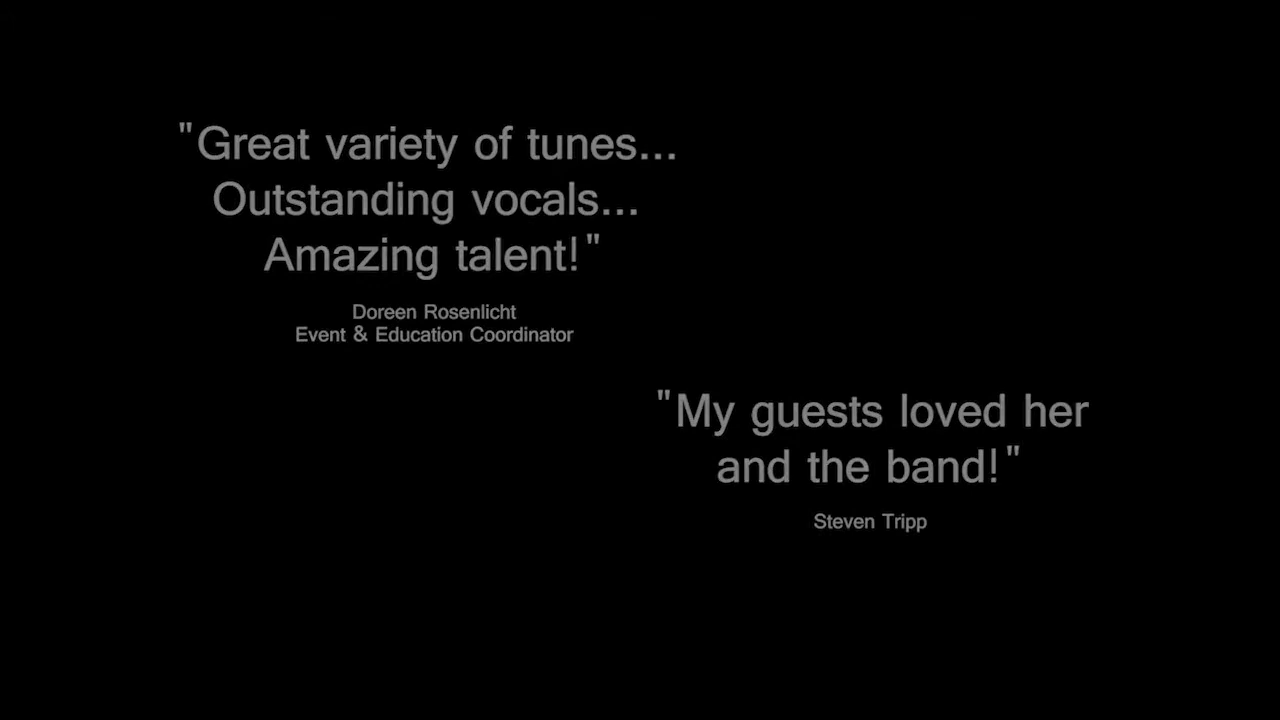 "Great variety of tunes...
Outstanding vocals...
Amazing talent!"
Doreen Rosenlicht
Event & Education Coordinator
"My guests loved her
and the band!"
Steven Tripp